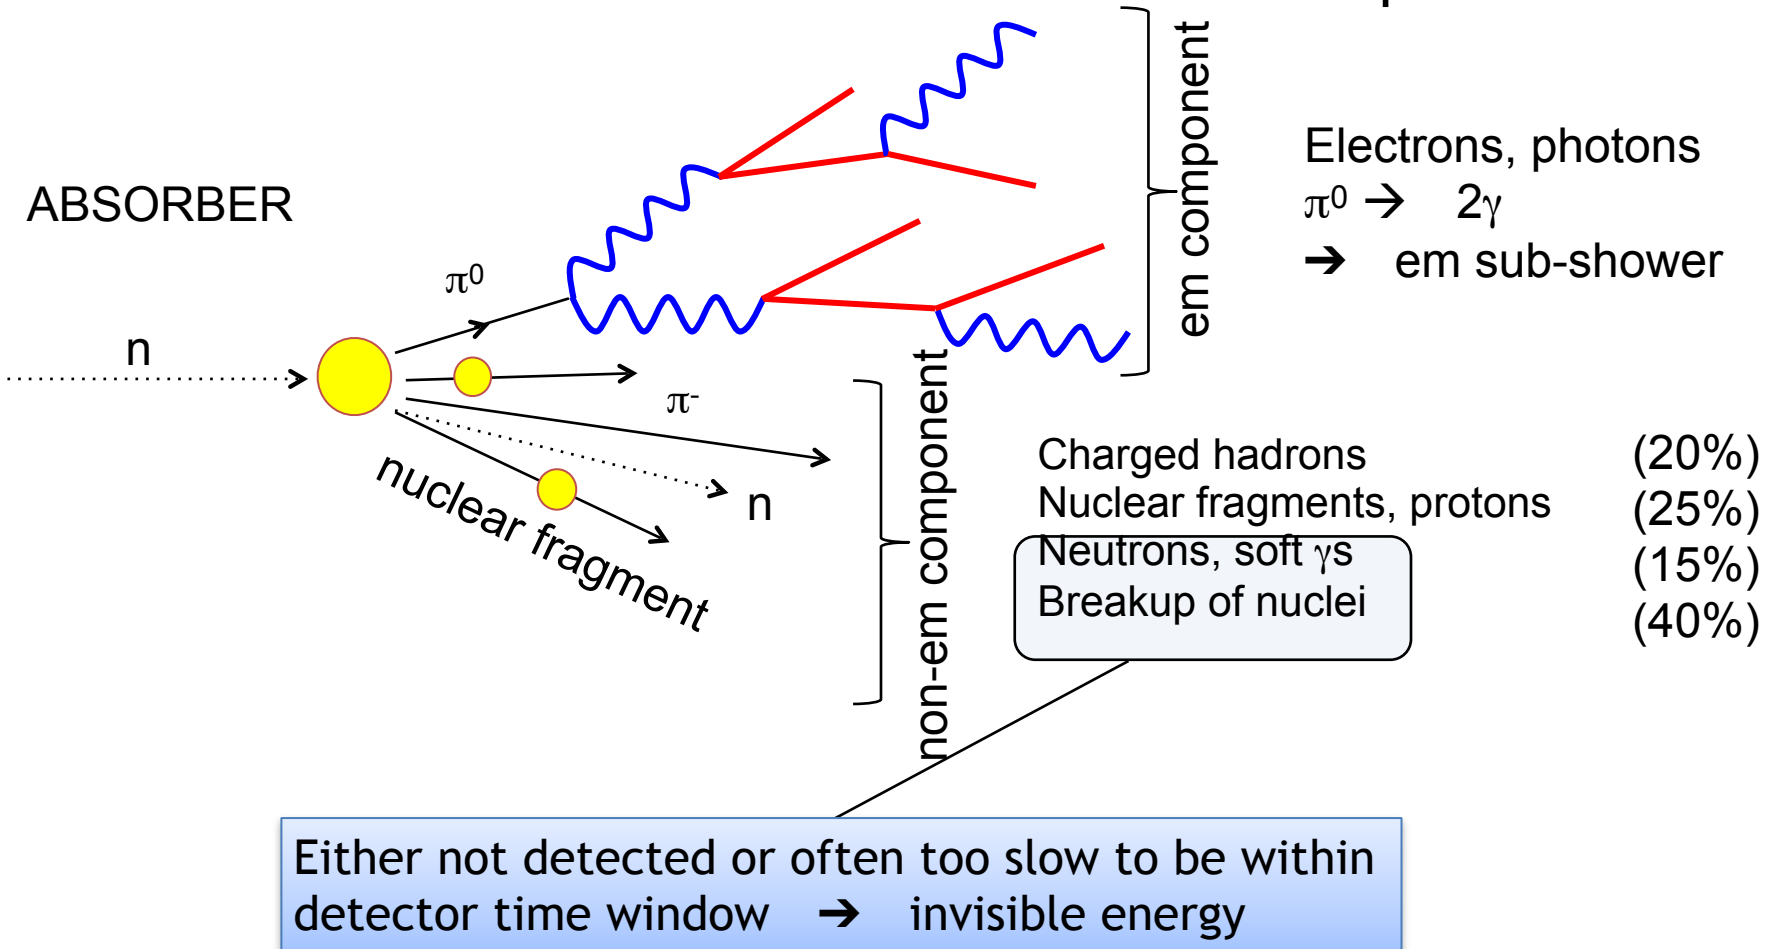 ABSORBER
n
π⁰
π⁻
n
nuclear fragment
em component
Electrons, photons
π⁰ → 2γ
➔ em sub-shower
non-em component
Charged hadrons (20%)
Nuclear fragments, protons (25%)
Neutrons, soft γs (15%)
Breakup of nuclei (40%)
Either not detected or often too slow to be within
detector time window ➔ invisible energy